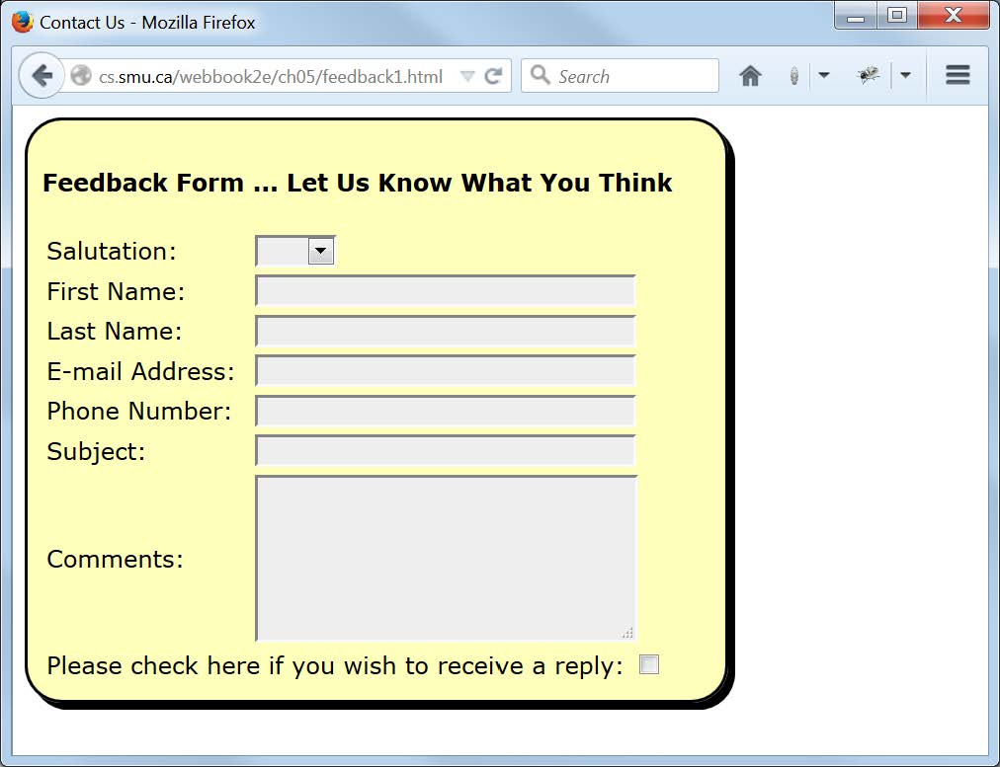 Contact Us - Mozilla Firefox
cs.smu.ca/webbook2e/ch05/feedback1.html
Search
Feedback Form ... Let Us Know What You Think
Salutation:
First Name:
Last Name:
E-mail Address:
Phone Number:
Subject:
Comments:
Please check here if you wish to receive a reply: